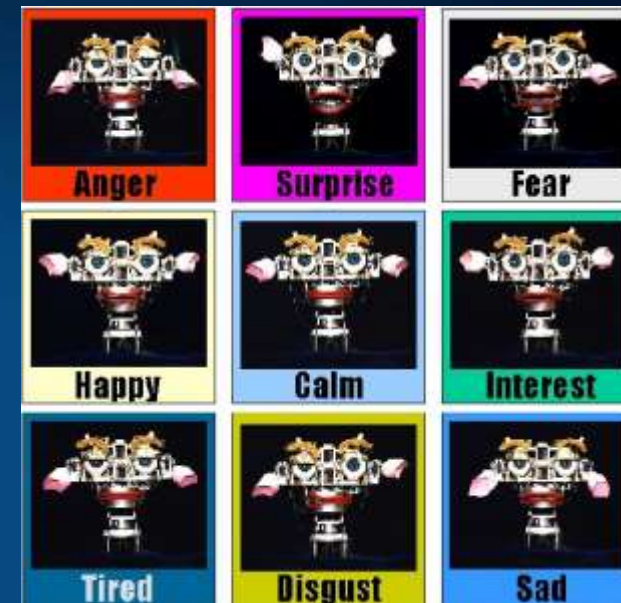 Anger
Surprise
Fear
Happy
Calm
Interest
Tired
Disgust
Sad